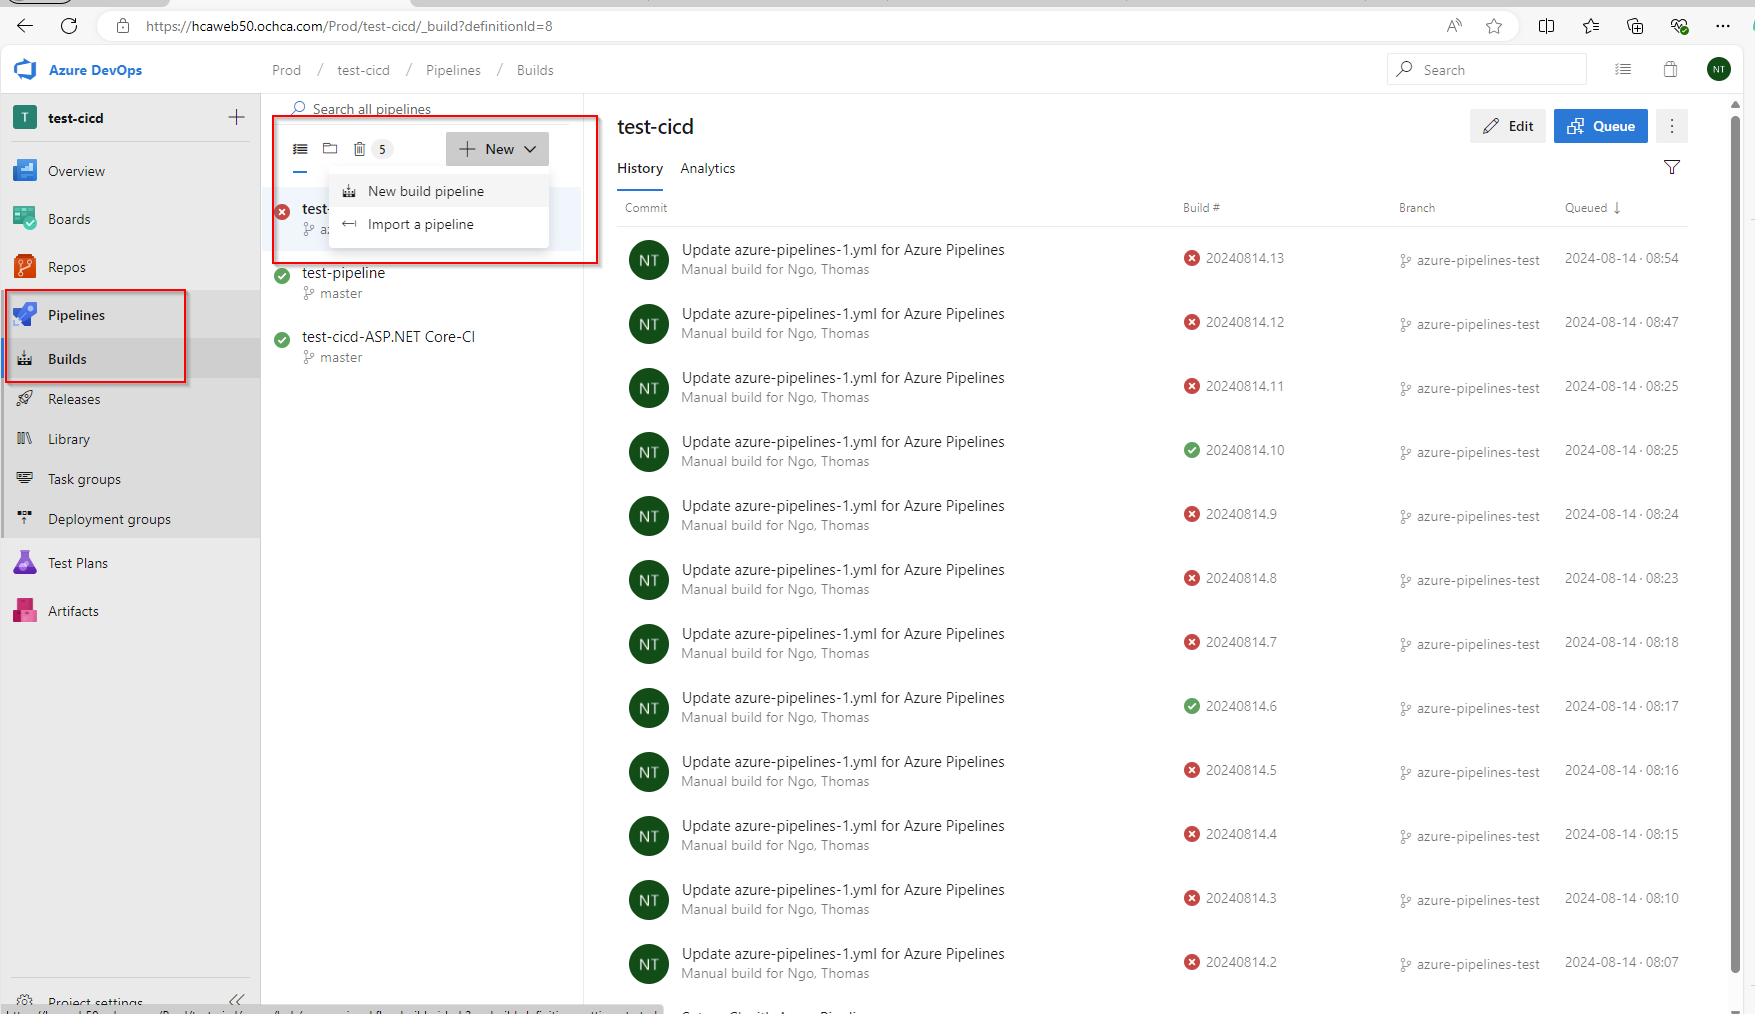 https://hcaweb50.ochca.com/Prod/test-cicd/_build?definitionId=8
Azure DevOps
Prod / test-cicd / Pipelines / Builds
Search
NT
T test-cicd
Overview
Boards
Repos
Pipelines
Builds
Releases
Library
Task groups
Deployment groups
Test Plans
Artifacts
Project settings
Search all pipelines
5
New
New build pipeline
Import a pipeline
test-
az
test-pipeline
master
test-cicd-ASP.NET Core-CI
master
test-cicd
Edit
Queue
History Analytics
Commit Build # Branch Queued
NT Update azure-pipelines-1.yml for Azure Pipelines
Manual build for Ngo, Thomas
20240814.13 azure-pipelines-test 2024-08-14 · 08:54
NT Update azure-pipelines-1.yml for Azure Pipelines
Manual build for Ngo, Thomas
20240814.12 azure-pipelines-test 2024-08-14 · 08:47
NT Update azure-pipelines-1.yml for Azure Pipelines
Manual build for Ngo, Thomas
20240814.11 azure-pipelines-test 2024-08-14 · 08:25
NT Update azure-pipelines-1.yml for Azure Pipelines
Manual build for Ngo, Thomas
20240814.10 azure-pipelines-test 2024-08-14 · 08:25
NT Update azure-pipelines-1.yml for Azure Pipelines
Manual build for Ngo, Thomas
20240814.9 azure-pipelines-test 2024-08-14 · 08:24
NT Update azure-pipelines-1.yml for Azure Pipelines
Manual build for Ngo, Thomas
20240814.8 azure-pipelines-test 2024-08-14 · 08:23
NT Update azure-pipelines-1.yml for Azure Pipelines
Manual build for Ngo, Thomas
20240814.7 azure-pipelines-test 2024-08-14 · 08:18
NT Update azure-pipelines-1.yml for Azure Pipelines
Manual build for Ngo, Thomas
20240814.6 azure-pipelines-test 2024-08-14 · 08:17
NT Update azure-pipelines-1.yml for Azure Pipelines
Manual build for Ngo, Thomas
20240814.5 azure-pipelines-test 2024-08-14 · 08:16
NT Update azure-pipelines-1.yml for Azure Pipelines
Manual build for Ngo, Thomas
20240814.4 azure-pipelines-test 2024-08-14 · 08:15
NT Update azure-pipelines-1.yml for Azure Pipelines
Manual build for Ngo, Thomas
20240814.3 azure-pipelines-test 2024-08-14 · 08:10
NT Update azure-pipelines-1.yml for Azure Pipelines
Manual build for Ngo, Thomas
20240814.2 azure-pipelines-test 2024-08-14 · 08:07